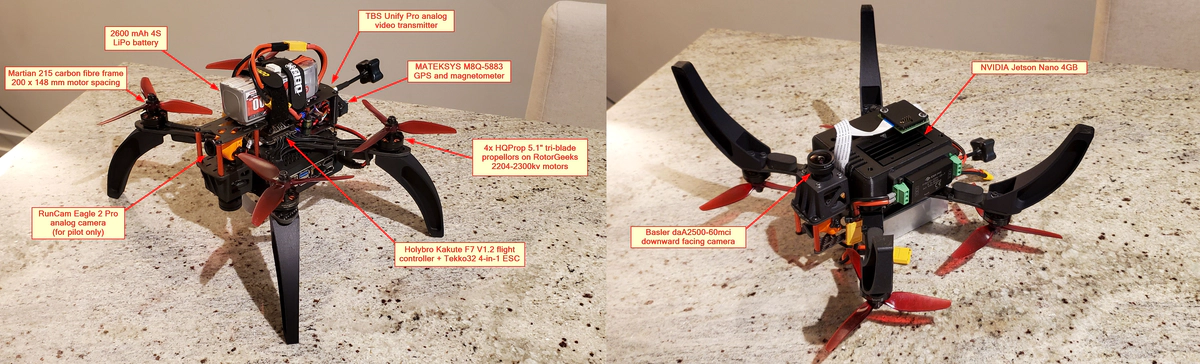 TBS Unify Pro analog
video transmitter
2600 mAh 4S
LiPo battery
Martian 215 carbon fibre frame
200 x 148 mm motor spacing
MATEKSYS M8Q-5883
GPS and magnetometer
4x HQProp 5.1" tri-blade
propellors on RotorGeeks
2204-2300kv motors
RunCam Eagle 2 Pro
analog camera
(for pilot only)
Holybro Kakute F7 V1.2 flight
controller + Tekko32 4-in-1 ESC
NVIDIA Jetson Nano 4GB
Basler daA2500-60mci
downward facing camera